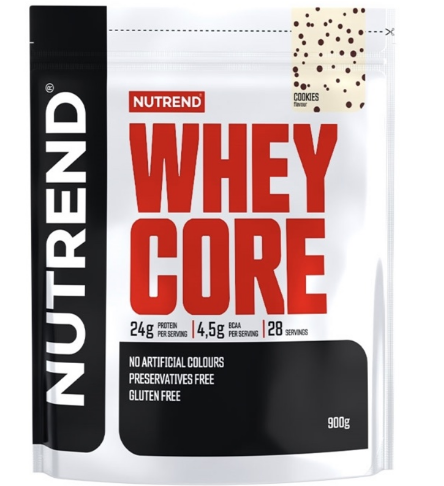 NUTREND®
COOKIES
flavour
NUTREND®
WHEY
CORE
24g PROTEIN PER SERVING | 4,5g BCAA PER SERVING | 28 SERVINGS
NO ARTIFICIAL COLOURS
PRESERVATIVES FREE
GLUTEN FREE
900g